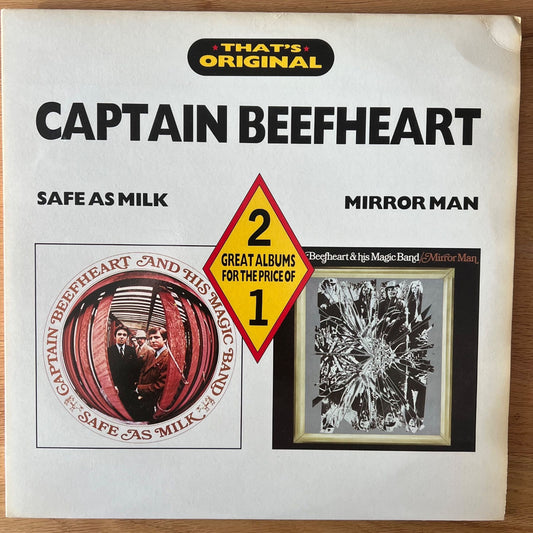 THAT'S
ORIGINAL
CAPTAIN BEEFHEART
SAFE AS MILK
MIRROR MAN
2
GREAT ALBUMS
FOR THE PRICE OF
1
CAPTAIN BEEFHEART AND HIS MAGIC BAND
SAFE AS MILK
Beefheart & his Magic Band/Mirror Man